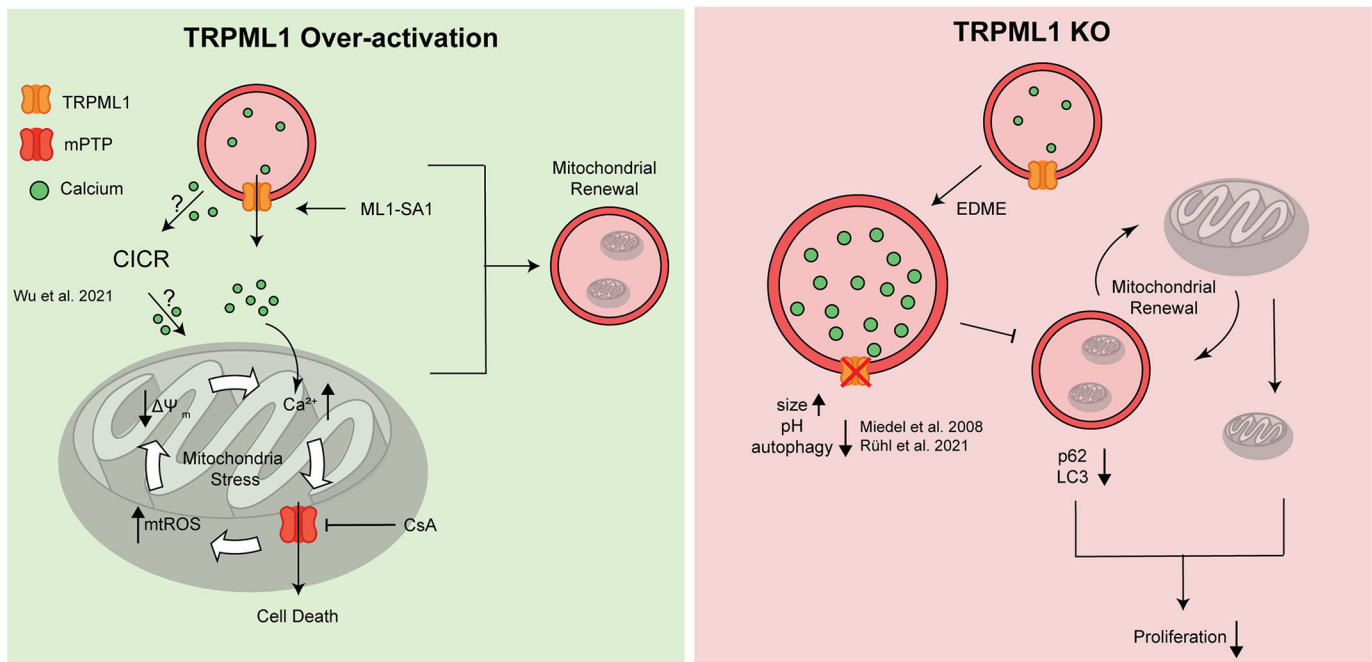 TRPML1 Over-activation
TRPML1
mPTP
Calcium
?
ML1-SA1
CICR
Wu et al. 2021
?
Mitochondrial
Renewal
ΔΨm
Ca²⁺
Mitochondria
Stress
mtROS
CsA
Cell Death
TRPML1 KO
EDME
Mitochondrial
Renewal
size
pH
autophagy
Miedel et al. 2008
Rühl et al. 2021
p62
LC3
Proliferation